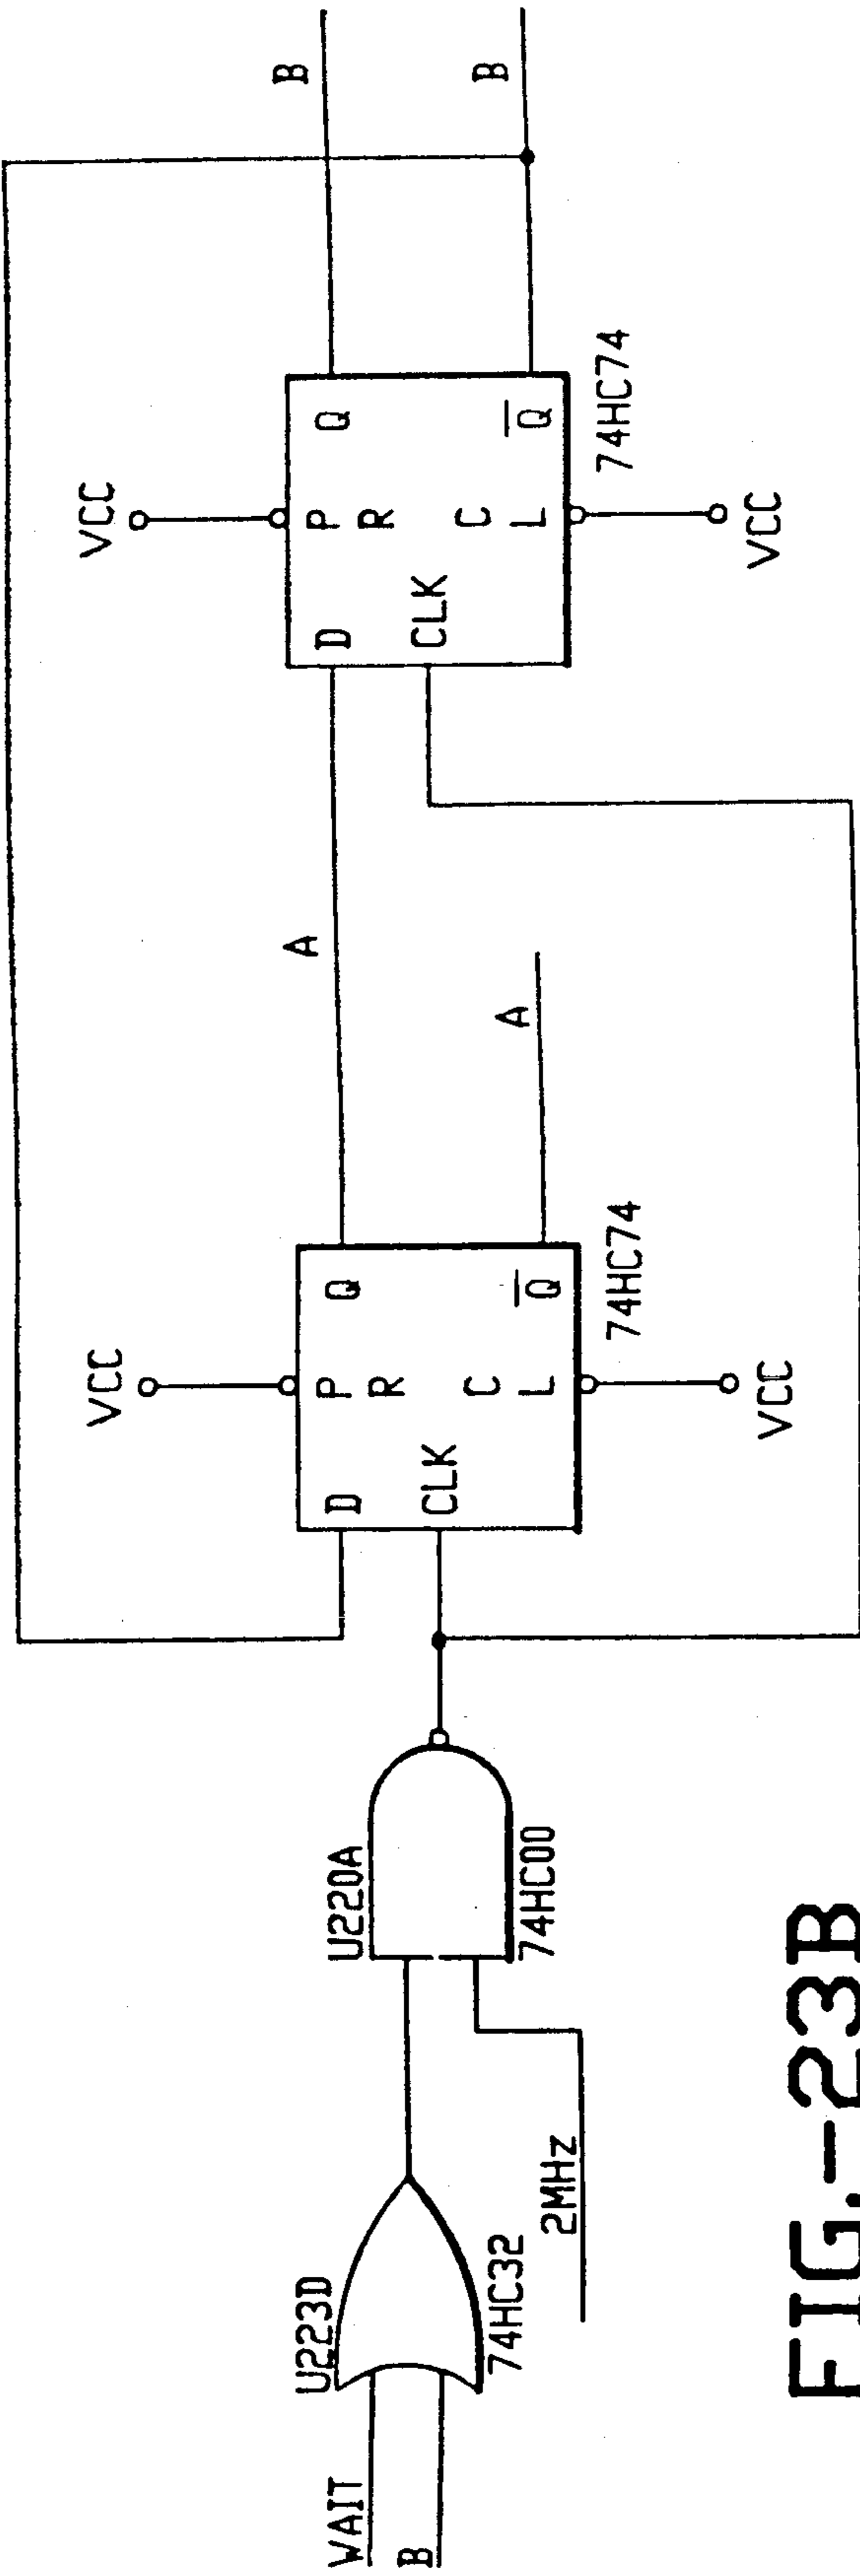 WAIT
B
U223D
74HC32
2MHz
U220A
74HC00
VCC
D
CLK
P
R
C
L
Q
Q̅
74HC74
VCC
A
A
VCC
D
CLK
P
R
C
L
Q
Q̅
74HC74
VCC
B
B
FIG.-23B